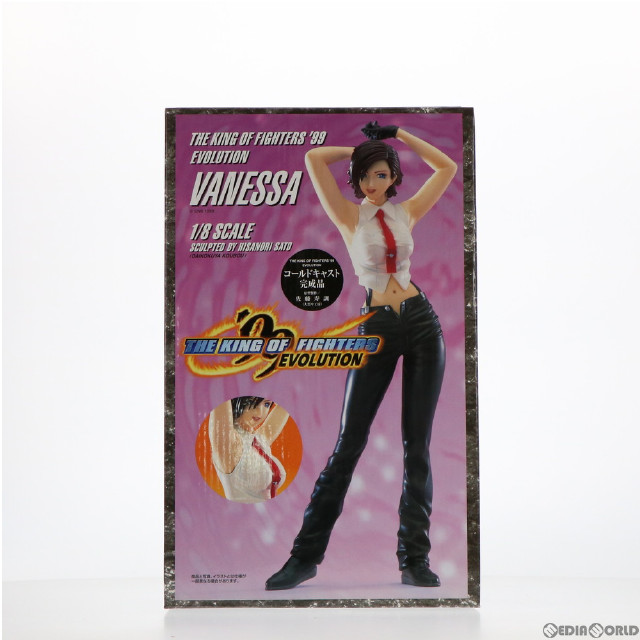 THE KING OF FIGHTERS '99
EVOLUTION
VANESSA
1/8 SCALE
SCULPTED BY HISANORI SATO
(DAIKOKUYA KOUBOU)
THE KING OF FIGHTERS '99
EVOLUTION
コールドキャスト
完成品
佐藤寿訓
'99
THE KING OF FIGHTERS
EVOLUTION
MEDIAWORLD